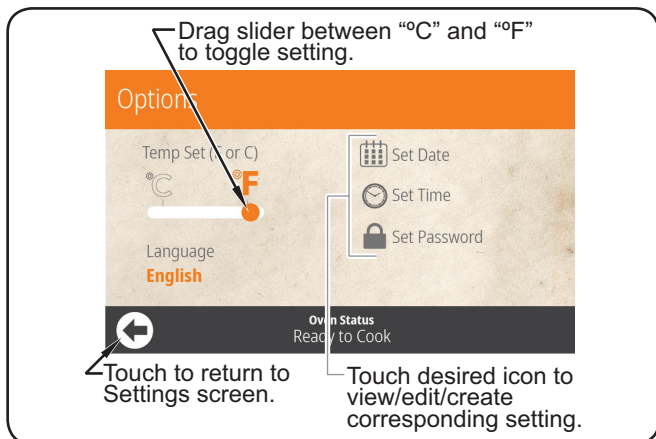 Drag slider between “ºC” and “ºF”
to toggle setting.
Options
Temp Set (F or C)
°C °F
Language
English
Set Date
Set Time
Set Password
Oven Status
Ready to Cook
Touch to return to
Settings screen.
Touch desired icon to
view/edit/create
corresponding setting.